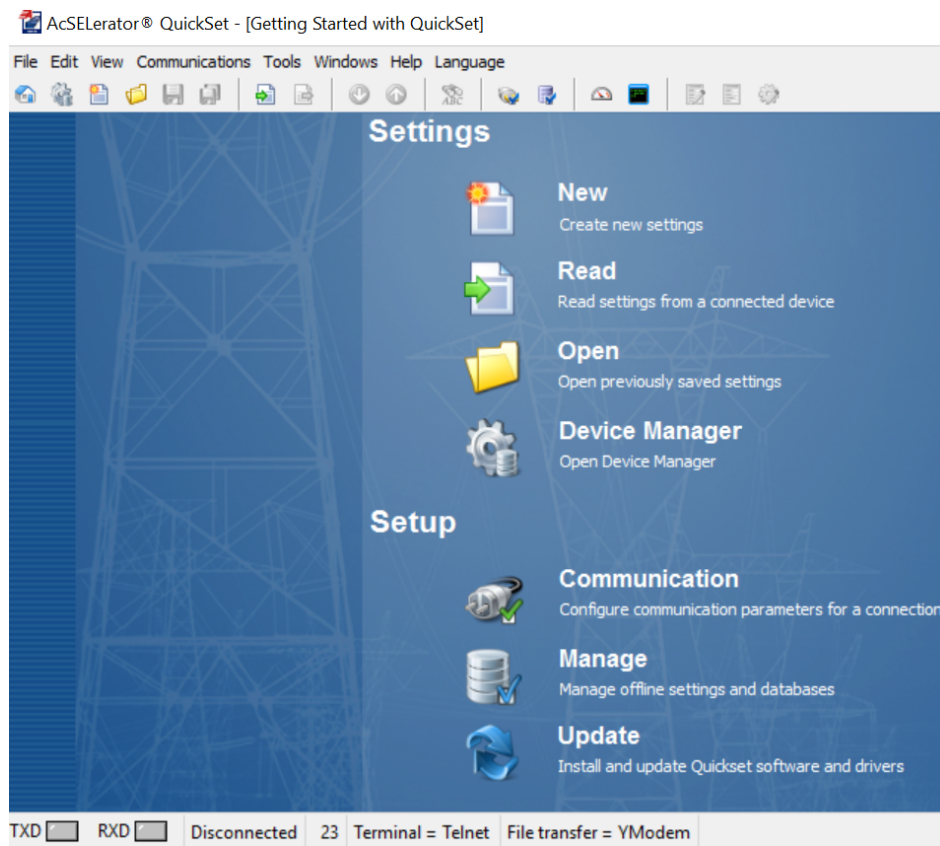 AcSELerator® QuickSet - [Getting Started with QuickSet]
File Edit View Communications Tools Windows Help Language
Settings
New
Create new settings
Read
Read settings from a connected device
Open
Open previously saved settings
Device Manager
Open Device Manager
Setup
Communication
Configure communication parameters for a connection
Manage
Manage offline settings and databases
Update
Install and update Quickset software and drivers
TXD RXD Disconnected 23 Terminal = Telnet File transfer = YModem